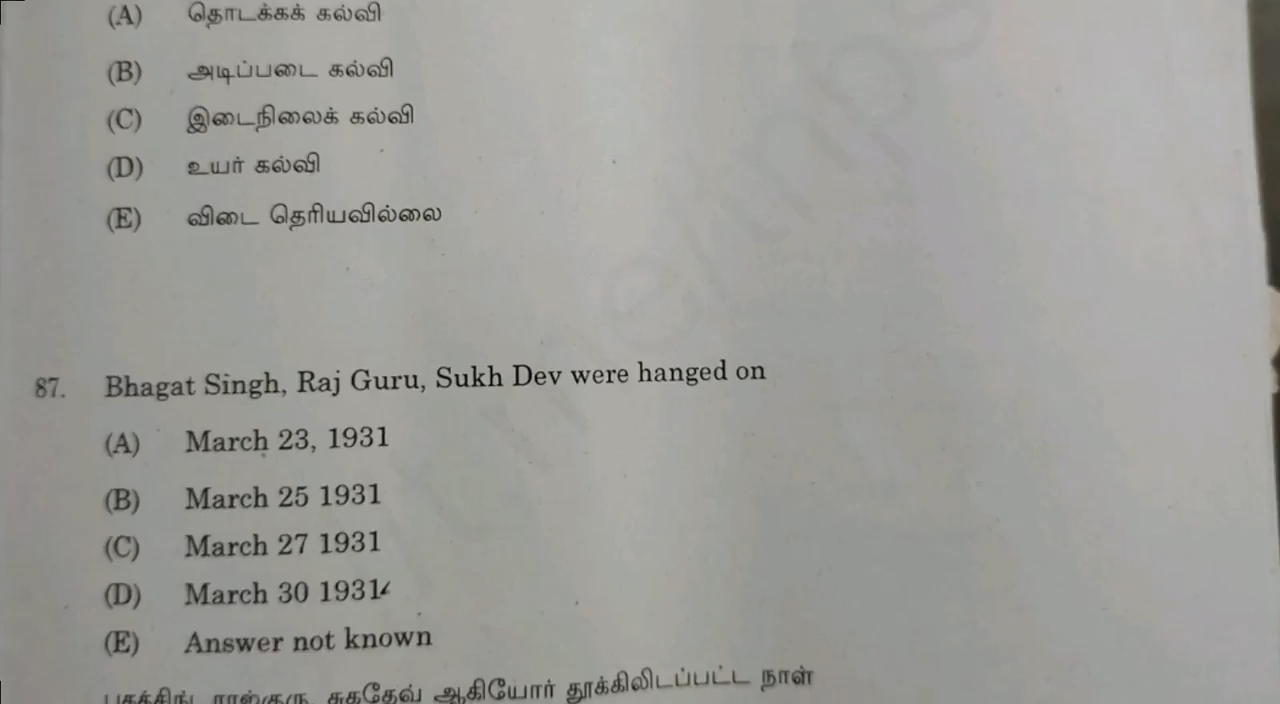 (A) தொடக்கக் கல்வி
(B) அடிப்படை கல்வி
(C) இடைநிலைக் கல்வி
(D) உயர் கல்வி
(E) விடை தெரியவில்லை
87. Bhagat Singh, Raj Guru, Sukh Dev were hanged on
(A) March 23, 1931
(B) March 25 1931
(C) March 27 1931
(D) March 30 1931
(E) Answer not known
சுகதேவ் ஆகியோர் தூக்கிலிடப்பட்ட நாள்